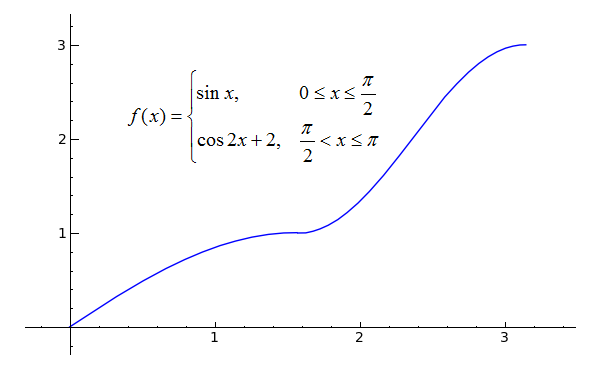 3
f(x) = { sin x, 0 ≤ x ≤ π/2
2
cos 2x + 2, π/2 < x ≤ π
1
1 2 3